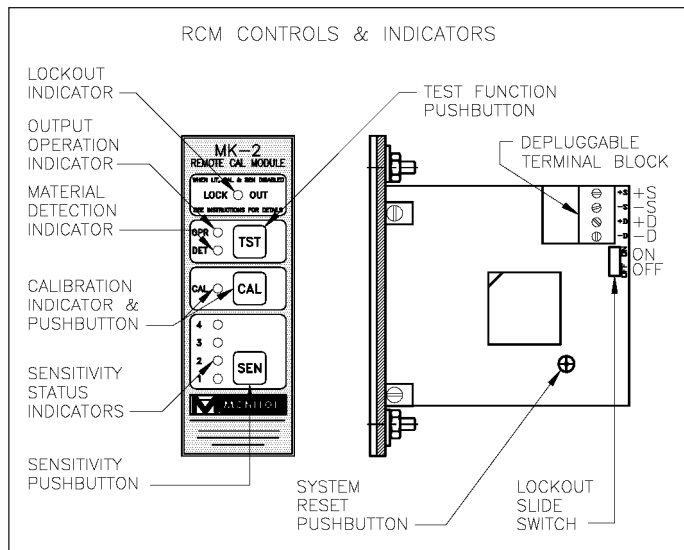 RCM CONTROLS & INDICATORS
LOCKOUT
INDICATOR
OUTPUT
OPERATION
INDICATOR
MATERIAL
DETECTION
INDICATOR
CALIBRATION
INDICATOR &
PUSHBUTTON
SENSITIVITY
STATUS
INDICATORS
SENSITIVITY
PUSHBUTTON
MK-2
REMOTE CAL MODULE
WHEN LIT, CAL & SEN DISABLED
LOCK OUT
SEE INSTRUCTIONS FOR DETAILS
OPR
DET
TST
CAL
CAL
4
3
2
1
SEN
MONITOR
TEST FUNCTION
PUSHBUTTON
DEPLUGGABLE
TERMINAL BLOCK
+S +S
-S -S
+D +D
-D -D
ON ON
OFF OFF
SYSTEM
RESET
PUSHBUTTON
LOCKOUT
SLIDE
SWITCH